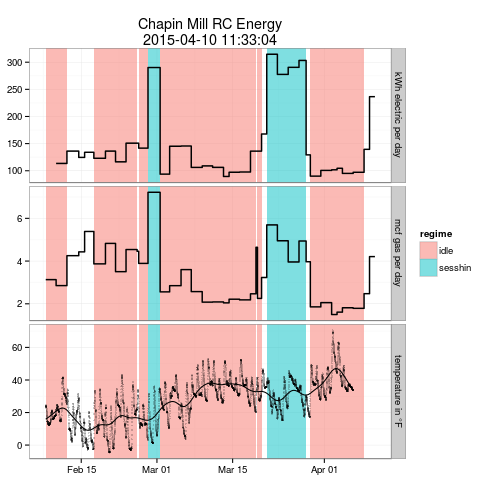 Chapin Mill RC Energy
2015-04-10 11:33:04
300
250
200
150
100
kWh electric per day
6
4
2
mcf gas per day
60
40
20
0
temperature in °F
Feb 15
Mar 01
Mar 15
Apr 01
regime
idle
sesshin